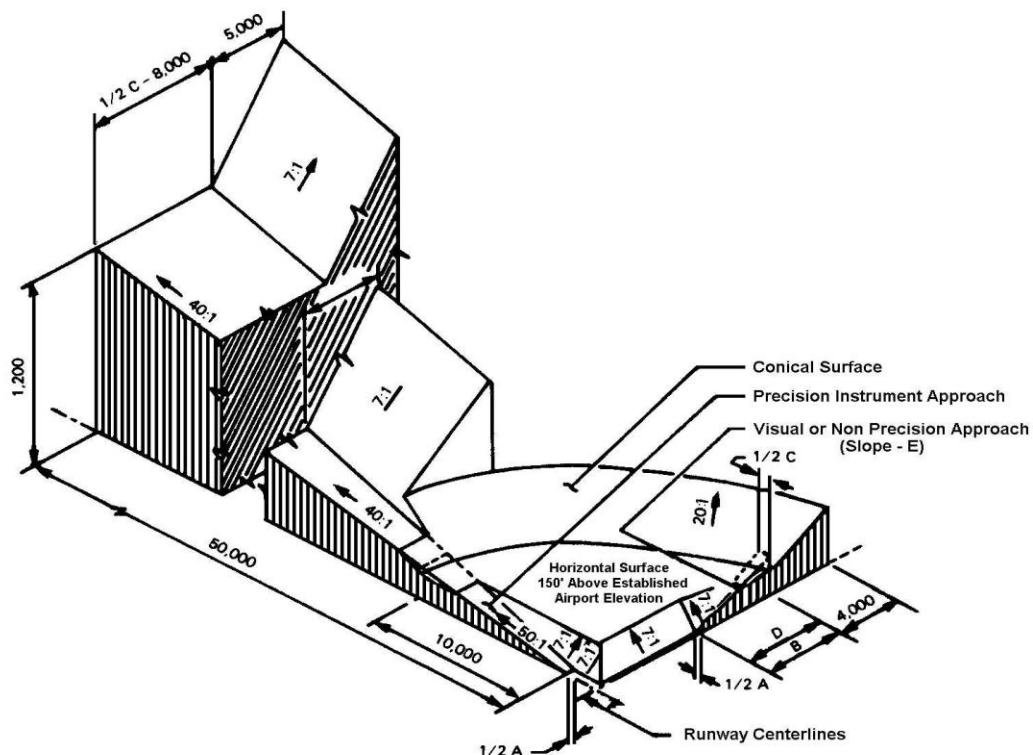 5,000
1/2 C - 8,000
7:1
40:1
1,200
7:1
Conical Surface
Precision Instrument Approach
Visual or Non Precision Approach
(Slope - E)
1/2 C
40:1
20:1
50,000
Horizontal Surface
150' Above Established
Airport Elevation
7:1
4,000
50:1
7:1
7:1
7:1
D
B
10,000
1/2 A
Runway Centerlines
1/2 A